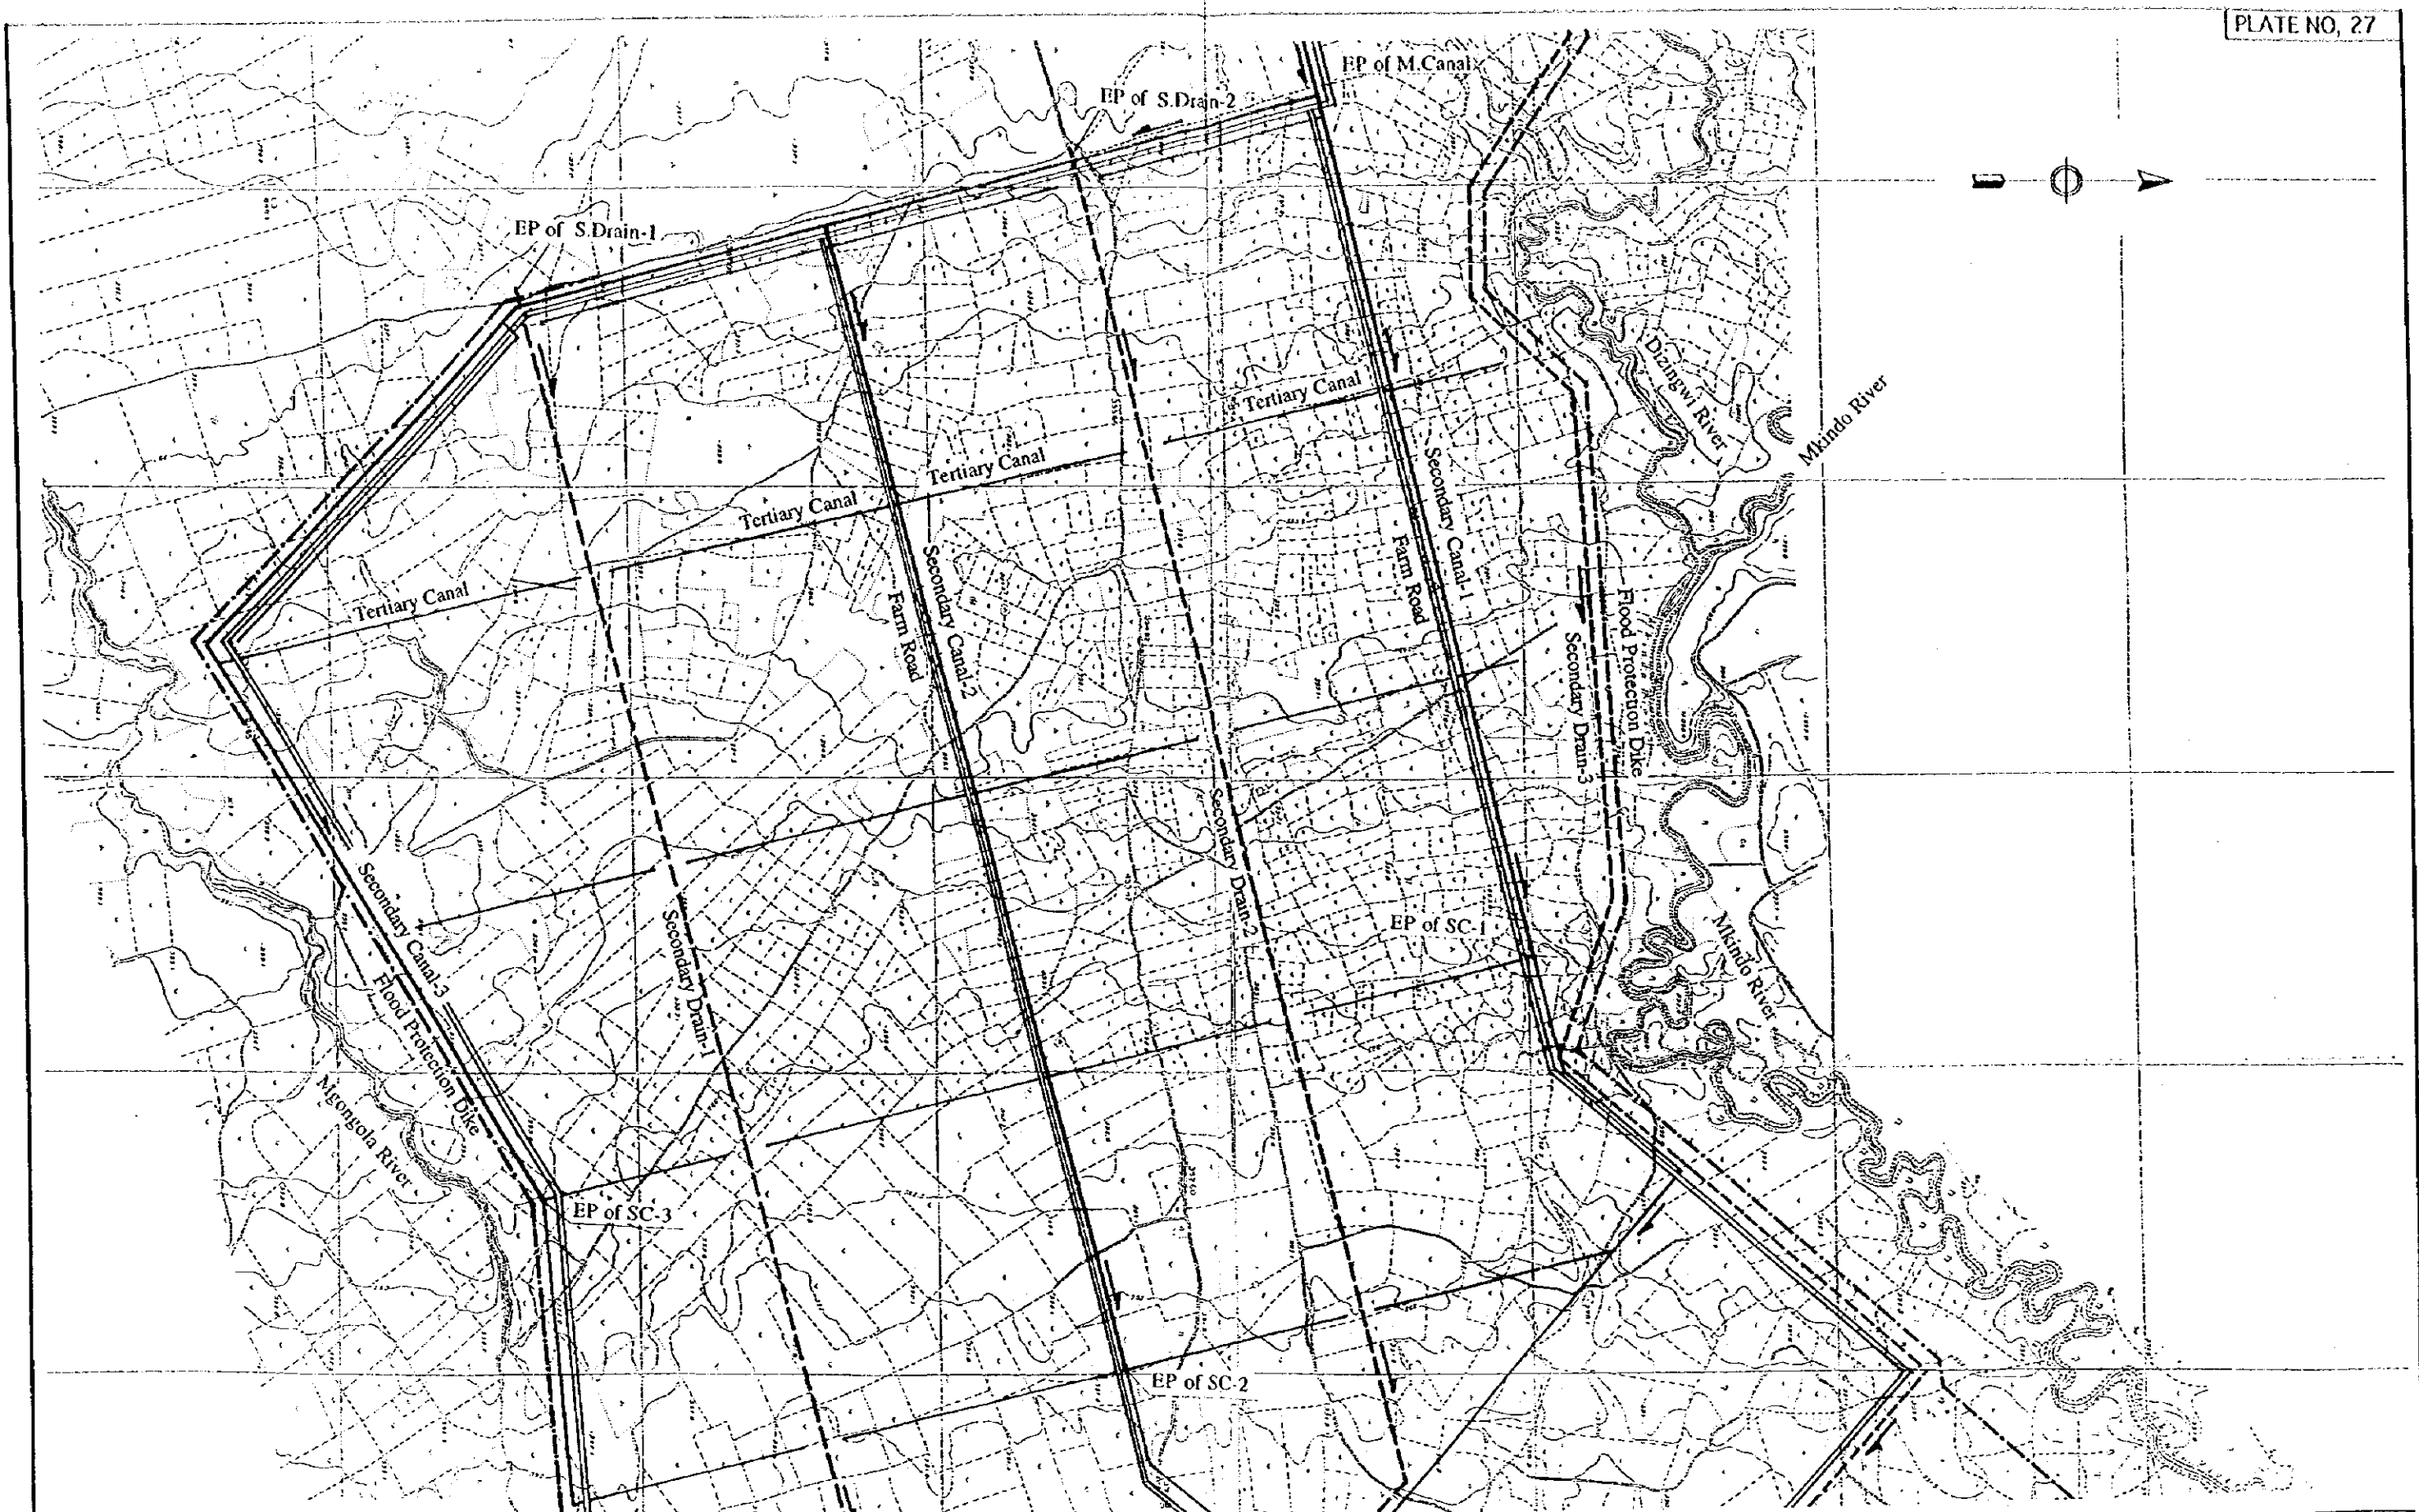 PLATE NO, 27
EP of M.Canal
EP of S.Drain-2
EP of S.Drain-1
Dizingwi River
Mkindo River
Tertiary Canal
Tertiary Canal
Tertiary Canal
Tertiary Canal
Secondary Canal-1
Farm Road
Secondary Canal-2
Farm Road
Flood Protection Dike
Secondary Drain-3
Secondary Drain-2
Secondary Canal-3
Secondary Drain-1
EP of SC-1
Mkindo River
Flood Protection Dike
Mgongola River
EP of SC-3
EP of SC-2